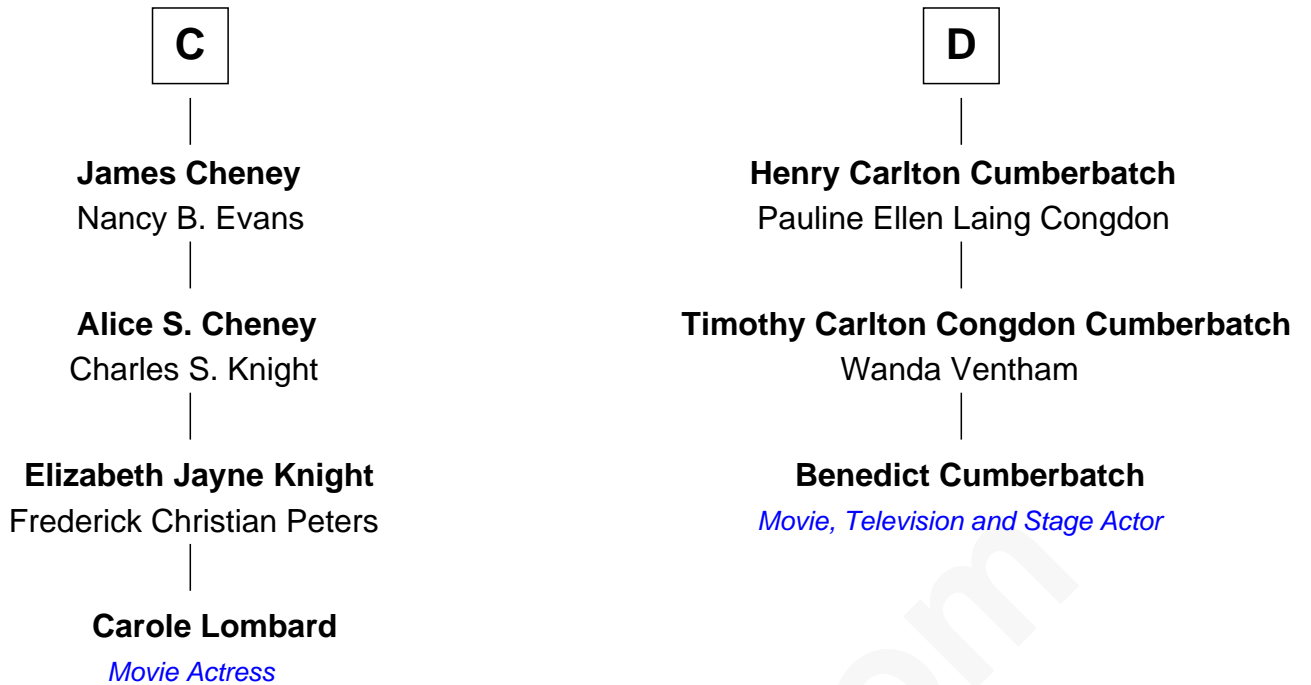 C
James Cheney
Nancy B. Evans
Alice S. Cheney
Charles S. Knight
Elizabeth Jayne Knight
Frederick Christian Peters
Carole Lombard
Movie Actress
D
Henry Carlton Cumberbatch
Pauline Ellen Laing Congdon
Timothy Carlton Congdon Cumberbatch
Wanda Ventham
Benedict Cumberbatch
Movie, Television and Stage Actor
om